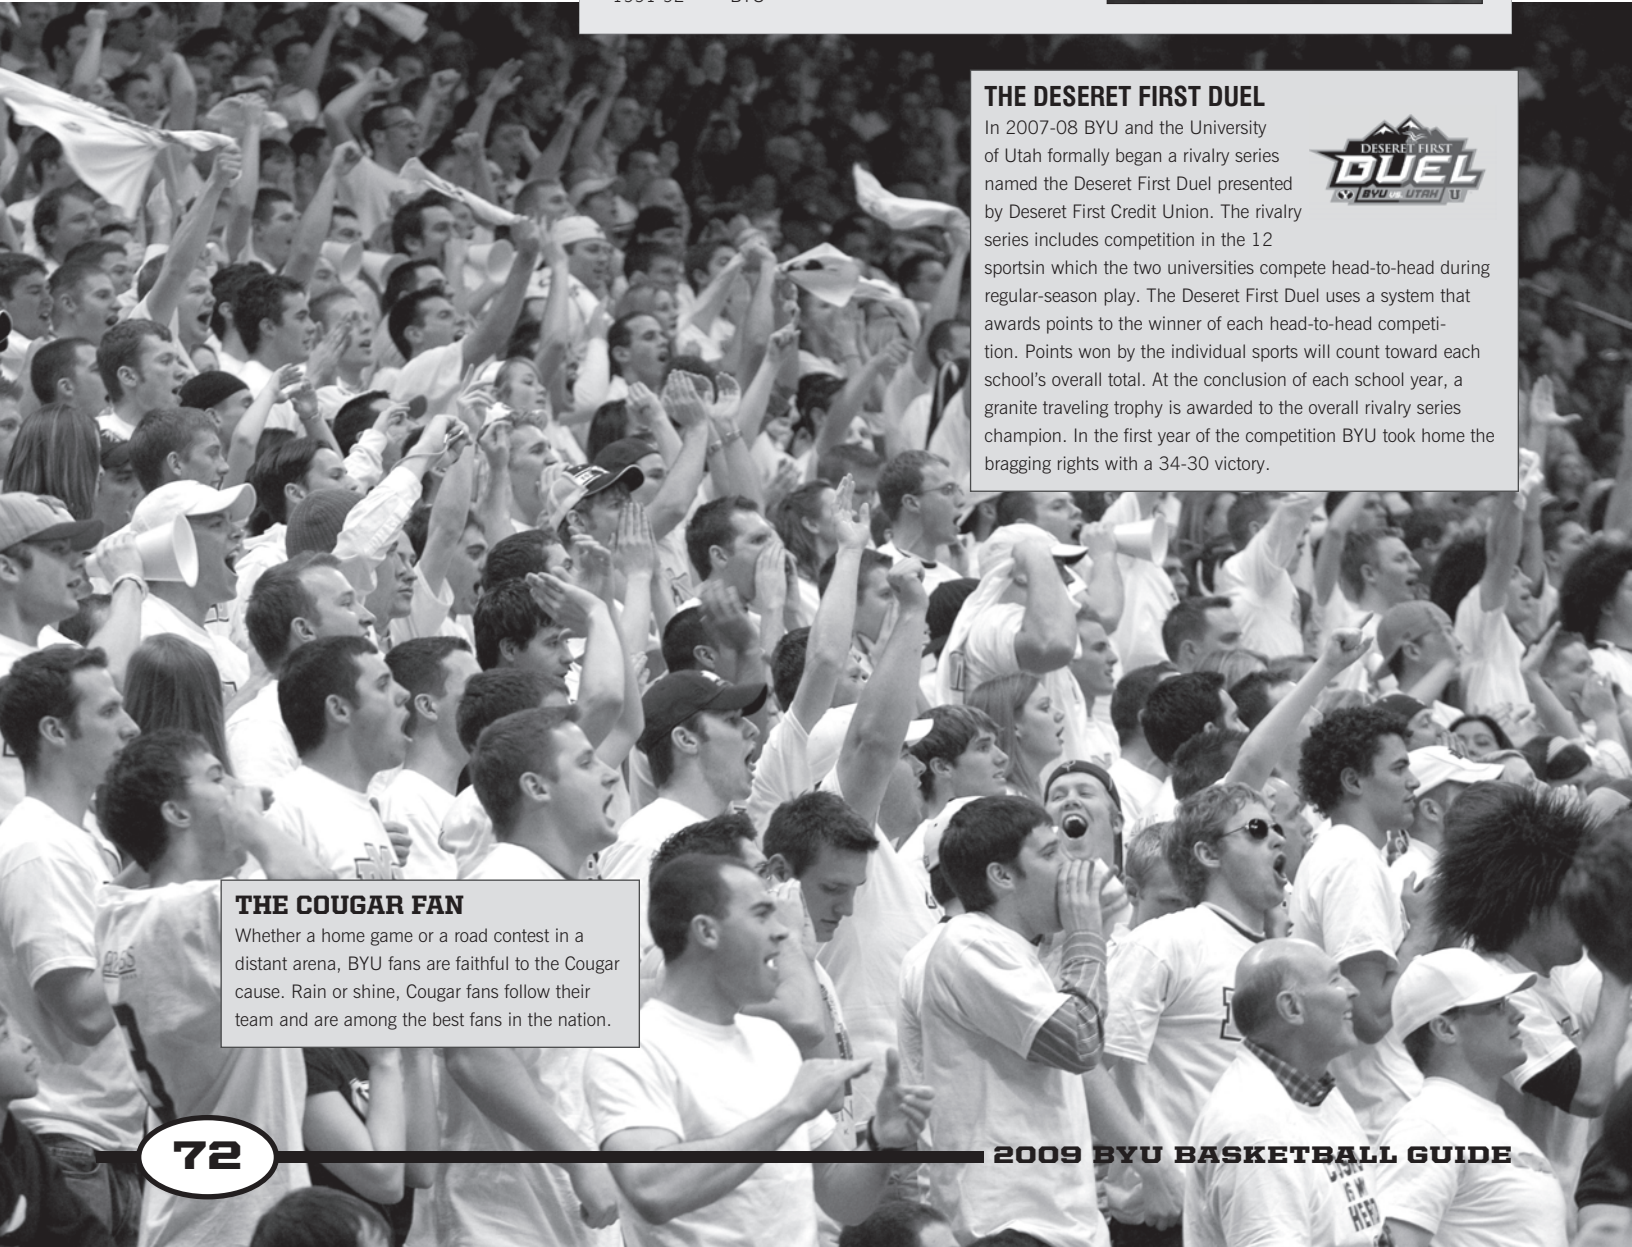 THE DESERET FIRST DUEL
In 2007-08 BYU and the University
of Utah formally began a rivalry series
named the Deseret First Duel presented
by Deseret First Credit Union. The rivalry
series includes competition in the 12
sportsin which the two universities compete head-to-head during
regular-season play. The Deseret First Duel uses a system that
awards points to the winner of each head-to-head competi-
tion. Points won by the individual sports will count toward each
school's overall total. At the conclusion of each school year, a
granite traveling trophy is awarded to the overall rivalry series
champion. In the first year of the competition BYU took home the
bragging rights with a 34-30 victory.
DESERET FIRST
DUEL
BYU VS. UTAH
THE COUGAR FAN
Whether a home game or a road contest in a
distant arena, BYU fans are faithful to the Cougar
cause. Rain or shine, Cougar fans follow their
team and are among the best fans in the nation.
72
2009 BYU BASKETBALL GUIDE